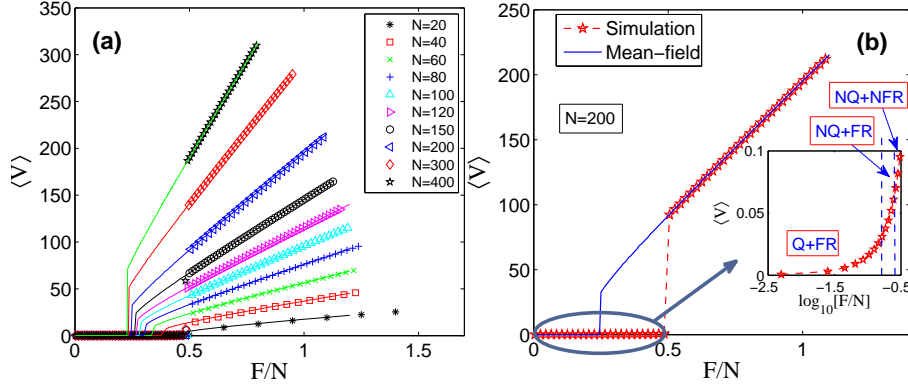 (a)
350
300
250
200
150
100
50
0
⟨V⟩
0
0.5
1
1.5
F/N
N=20
N=40
N=60
N=80
N=100
N=120
N=150
N=200
N=300
N=400
(b)
250
200
150
100
50
0
⟨V⟩
0
0.5
1
F/N
Simulation
Mean−field
N=200
NQ+NFR
NQ+FR
Q+FR
0.1
0.05
0
⟨V⟩
−2.5
−1.5
−0.5
log10[F/N]